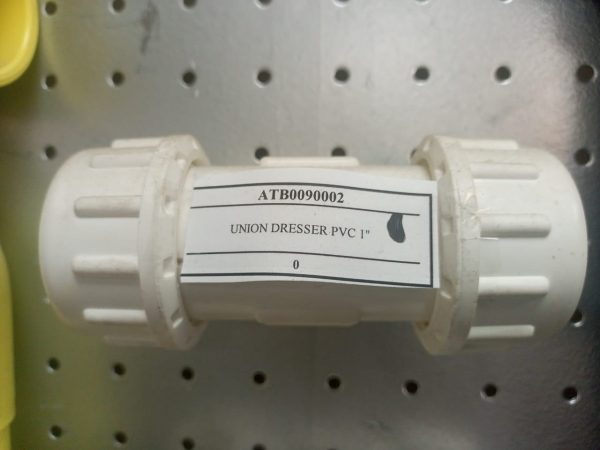 ATB0090002
UNION DRESSER PVC 1"
0